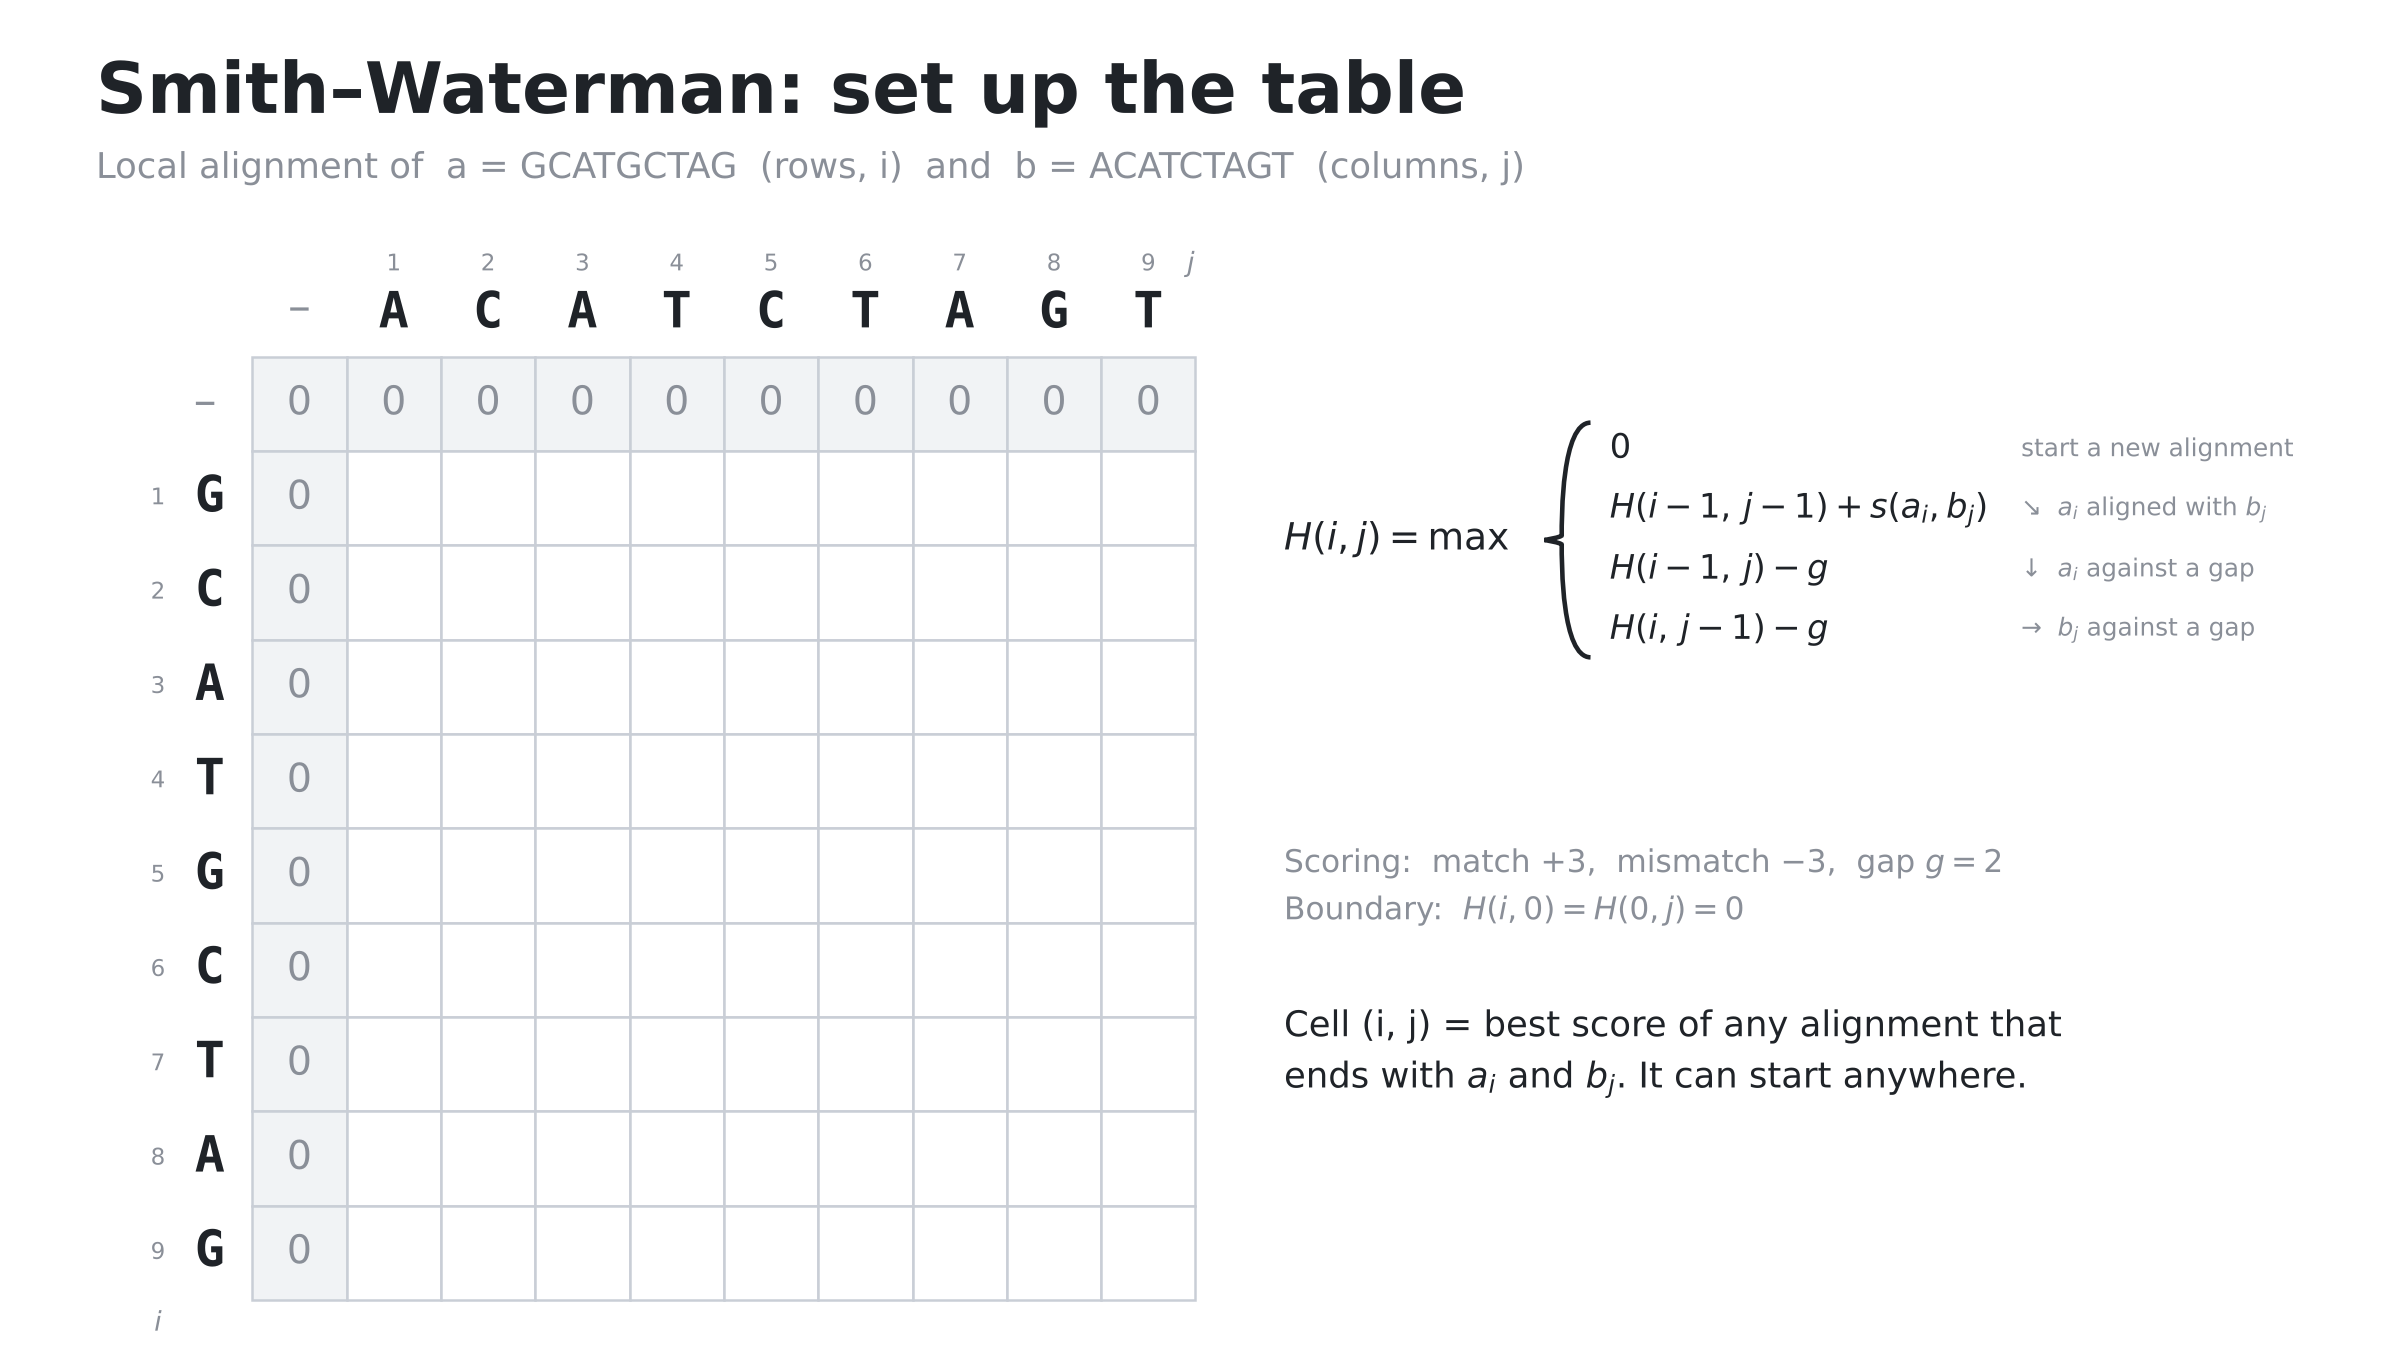 Smith–Waterman: set up the table
Local alignment of a = GCATGCTAG (rows, i) and b = ACATCTAGT (columns, j)
1 2 3 4 5 6 7 8 9 j
– A C A T C T A G T
– 0 0 0 0 0 0 0 0 0 0
1 G 0
2 C 0
3 A 0
4 T 0
5 G 0
6 C 0
7 T 0
8 A 0
9 G 0
i
H(i, j) = max
0 start a new alignment
H(i − 1, j − 1) + s(aᵢ, bⱼ) ↘ aᵢ aligned with bⱼ
H(i − 1, j) − g ↓ aᵢ against a gap
H(i, j − 1) − g → bⱼ against a gap
Scoring: match +3, mismatch −3, gap g = 2
Boundary: H(i, 0) = H(0, j) = 0
Cell (i, j) = best score of any alignment that
ends with aᵢ and bⱼ. It can start anywhere.